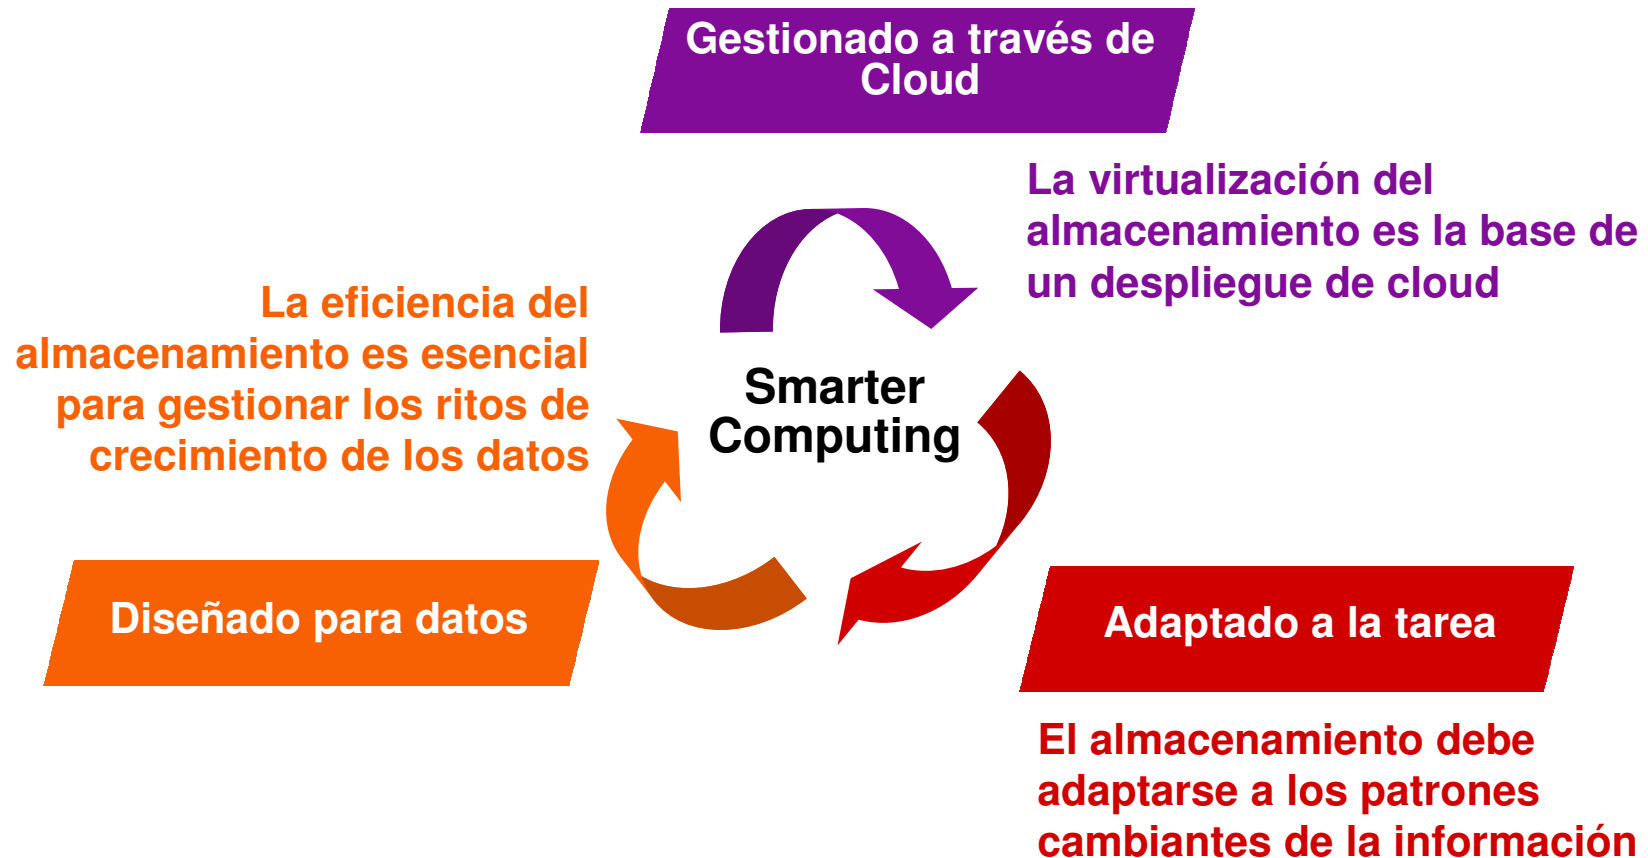 Gestionado a través de
Cloud
La virtualización del
almacenamiento es la base de
un despliegue de cloud
La eficiencia del
almacenamiento es esencial
para gestionar los ritos de
crecimiento de los datos
Smarter
Computing
Diseñado para datos
Adaptado a la tarea
El almacenamiento debe
adaptarse a los patrones
cambiantes de la información